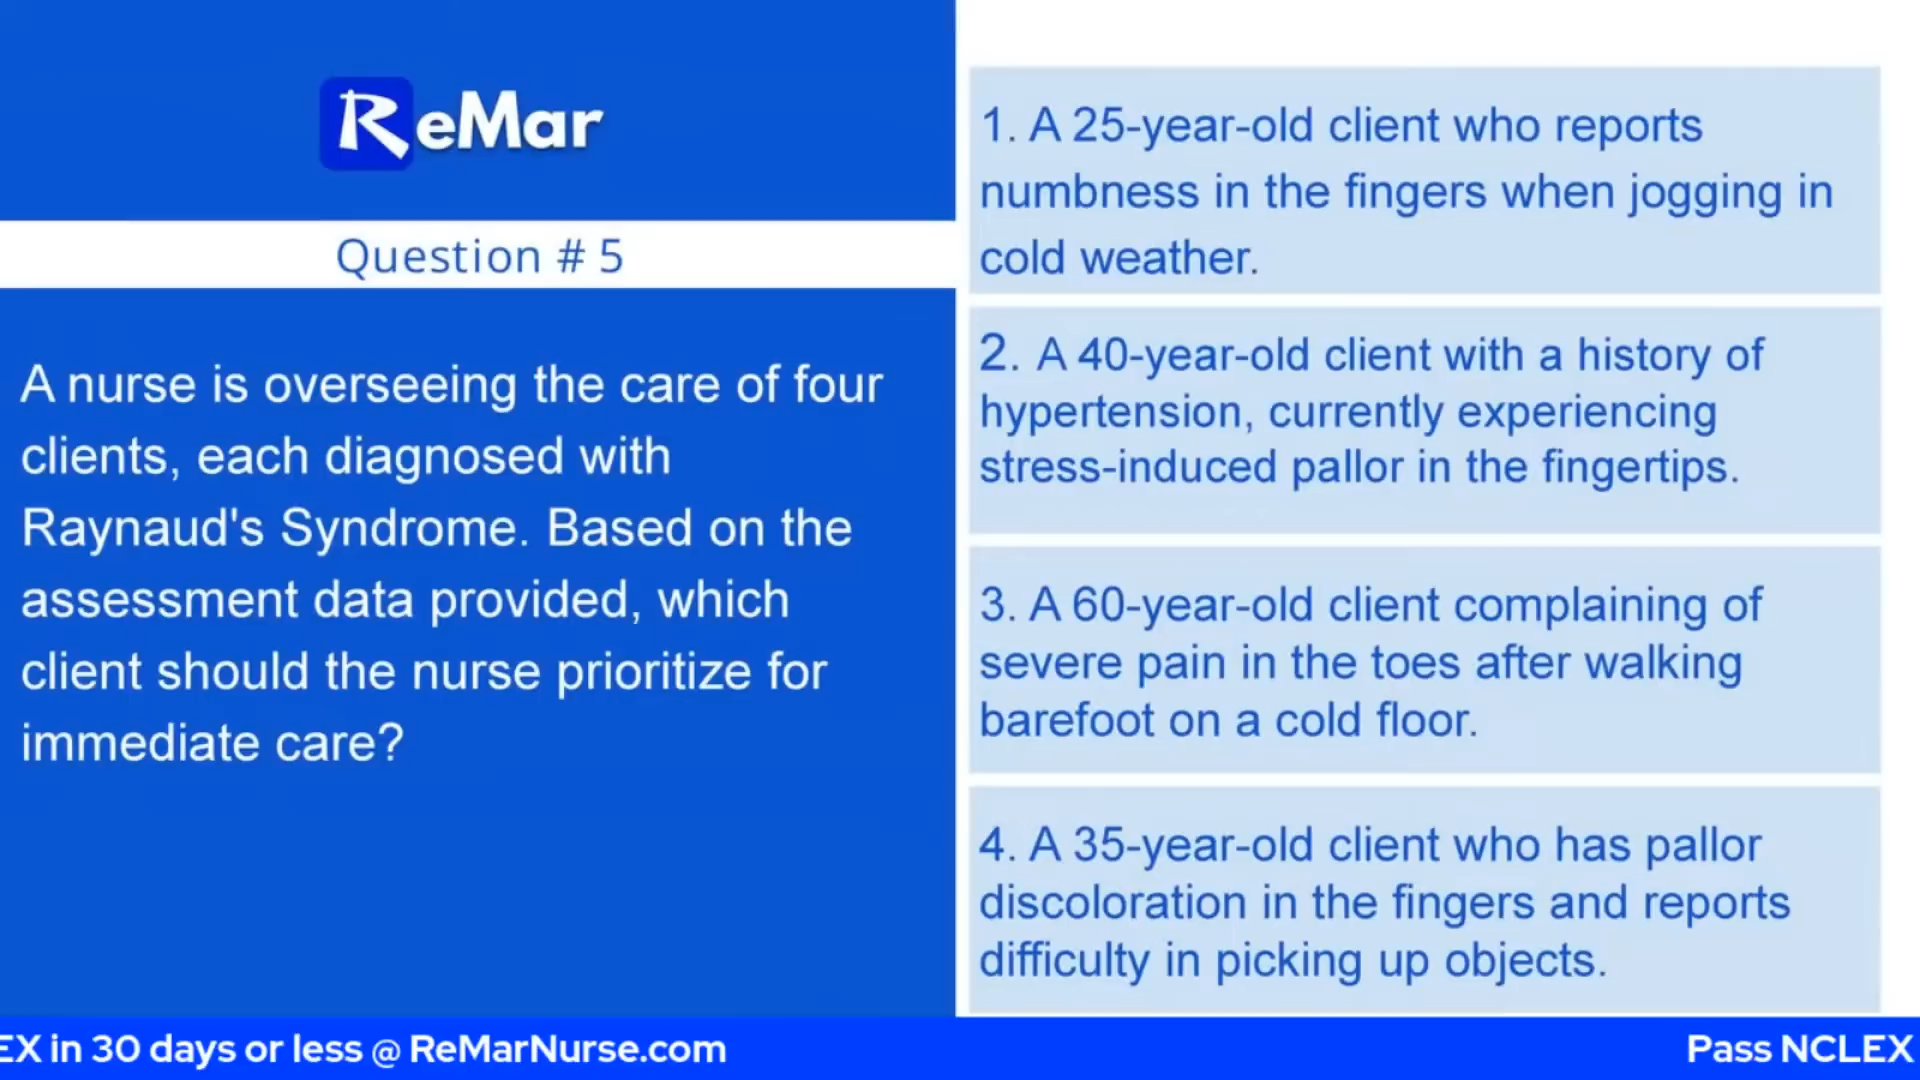 ReMar
Question # 5
A nurse is overseeing the care of four
clients, each diagnosed with
Raynaud's Syndrome. Based on the
assessment data provided, which
client should the nurse prioritize for
immediate care?
1. A 25-year-old client who reports
numbness in the fingers when jogging in
cold weather.
2. A 40-year-old client with a history of
hypertension, currently experiencing
stress-induced pallor in the fingertips.
3. A 60-year-old client complaining of
severe pain in the toes after walking
barefoot on a cold floor.
4. A 35-year-old client who has pallor
discoloration in the fingers and reports
difficulty in picking up objects.
EX in 30 days or less @ ReMarNurse.com
Pass NCLEX